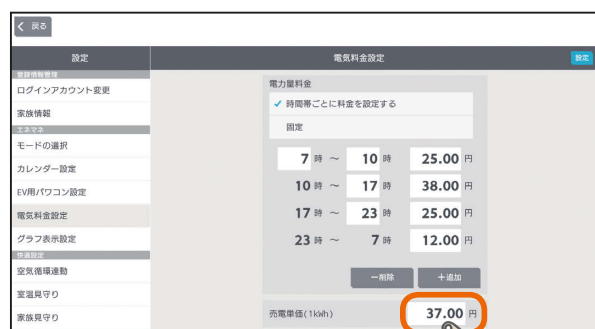 戻る
設定
電気料金設定
設定
登録情報管理
ログインアカウント変更
家族情報
エネマネ
モードの選択
カレンダー設定
EV用パワコン設定
電気料金設定
グラフ表示設定
快適設定
空気循環連動
室温見守り
家族見守り
電力量料金
✓ 時間帯ごとに料金を設定する
固定
7 時 ～ 10 時 25.00 円
10 時 ～ 17 時 38.00 円
17 時 ～ 23 時 25.00 円
23 時 ～ 7 時 12.00 円
－削除
＋追加
売電単価(1kWh) 37.00 円